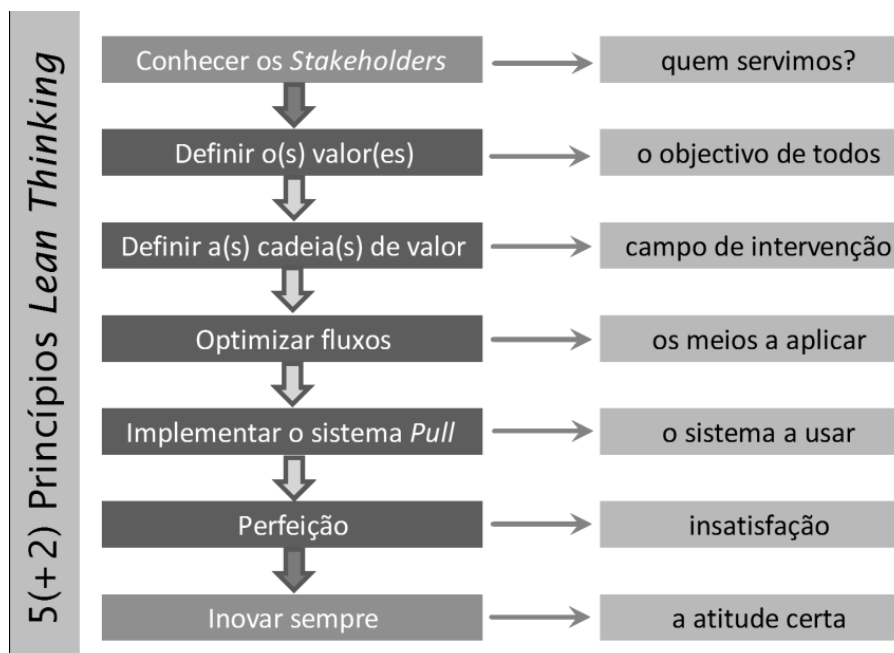 5(+2) Princípios Lean Thinking
Conhecer os Stakeholders
quem servimos?
Definir o(s) valor(es)
o objectivo de todos
Definir a(s) cadeia(s) de valor
campo de intervenção
Optimizar fluxos
os meios a aplicar
Implementar o sistema Pull
o sistema a usar
Perfeição
insatisfação
Inovar sempre
a atitude certa